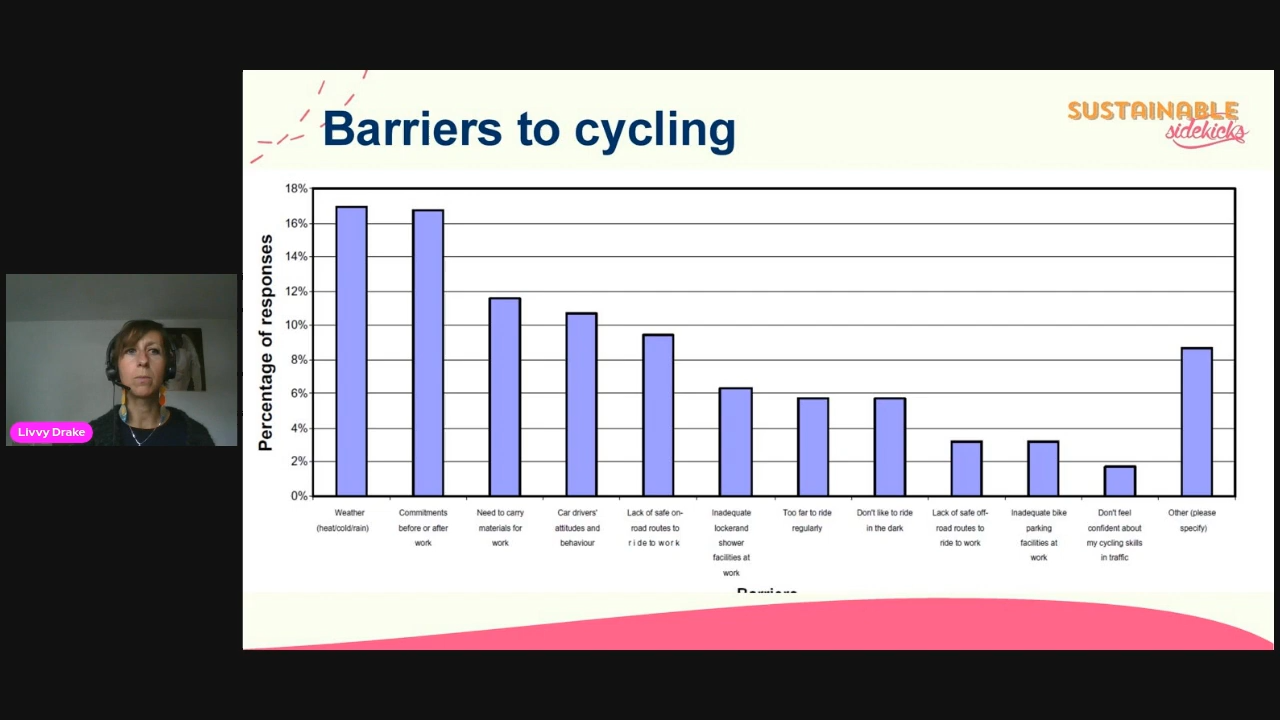 Barriers to cycling
SUSTAINABLE
sidekicks
Percentage of responses
18%
16%
14%
12%
10%
8%
6%
4%
2%
0%
Weather
(heat/cold/rain)
Commitments
before or after
work
Need to carry
materials for
work
Car drivers'
attitudes and
behaviour
Lack of safe on-
road routes to
ride to work
Inadequate
lockerand
shower
facilities at
work
Too far to ride
regularly
Don't like to ride
in the dark
Lack of safe off-
road routes to
ride to work
Inadequate bike
parking
facilities at
work
Don't feel
confident about
my cycling skills
in traffic
Other (please
specify)
Barriers
Livvy Drake